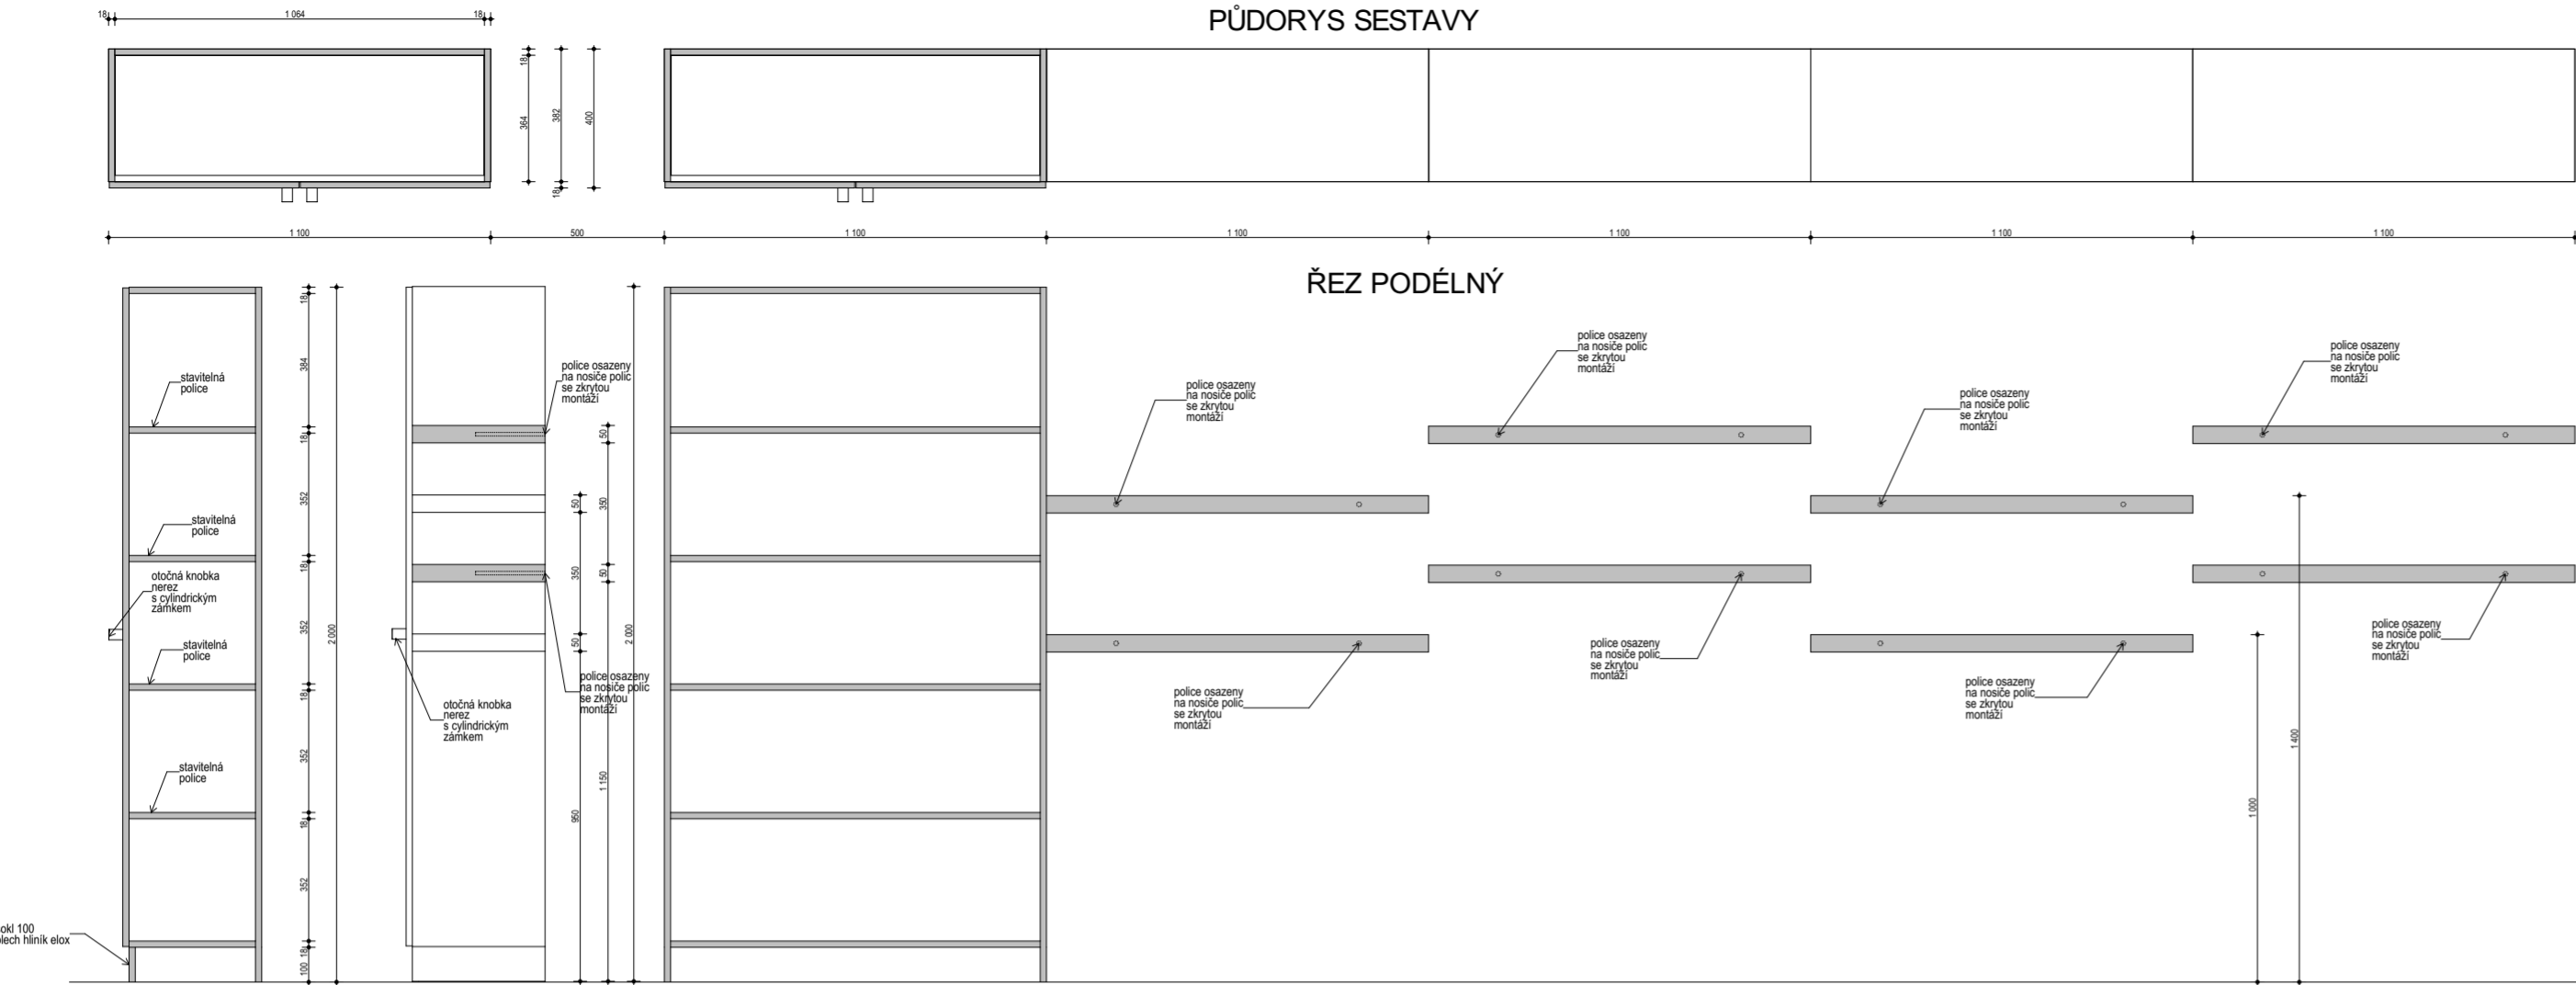 PŮDORYS SESTAVY
18
1 064
18
18
364
382
18
400
1 100
500
1 100
1 100
1 100
1 100
1 100
ŘEZ PODÉLNÝ
stavitelná
police
stavitelná
police
otočná knobka
nerez
s cylindrickým
zámkem
stavitelná
police
stavitelná
police
okl 100
lech hliník elox
18
384
18
352
18
352
18
352
18
352
18
100
2 000
otočná knobka
nerez
s cylindrickým
zámkem
police osazeny
na nosiče polic
se zkrytou
montáží
police osazeny
na nosiče polic
se zkrytou
montáží
50
350
50
950
50
350
50
1 150
2 000
police osazeny
na nosiče polic
se zkrytou
montáží
police osazeny
na nosiče polic
se zkrytou
montáží
police osazeny
na nosiče polic
se zkrytou
montáží
police osazeny
na nosiče polic
se zkrytou
montáží
police osazeny
na nosiče polic
se zkrytou
montáží
police osazeny
na nosiče polic
se zkrytou
montáží
police osazeny
na nosiče polic
se zkrytou
montáží
police osazeny
na nosiče polic
se zkrytou
montáží
1 000
1 400